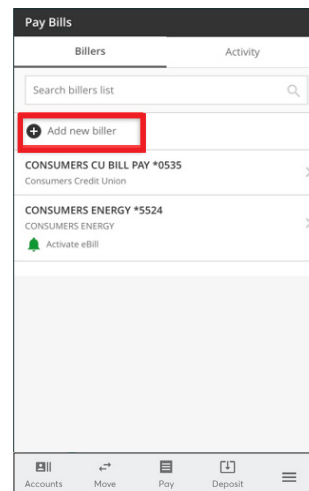 Pay Bills
Billers Activity
Search billers list
Add new biller
CONSUMERS CU BILL PAY *0535
Consumers Credit Union
CONSUMERS ENERGY *5524
CONSUMERS ENERGY
Activate eBill
Accounts Move Pay Deposit